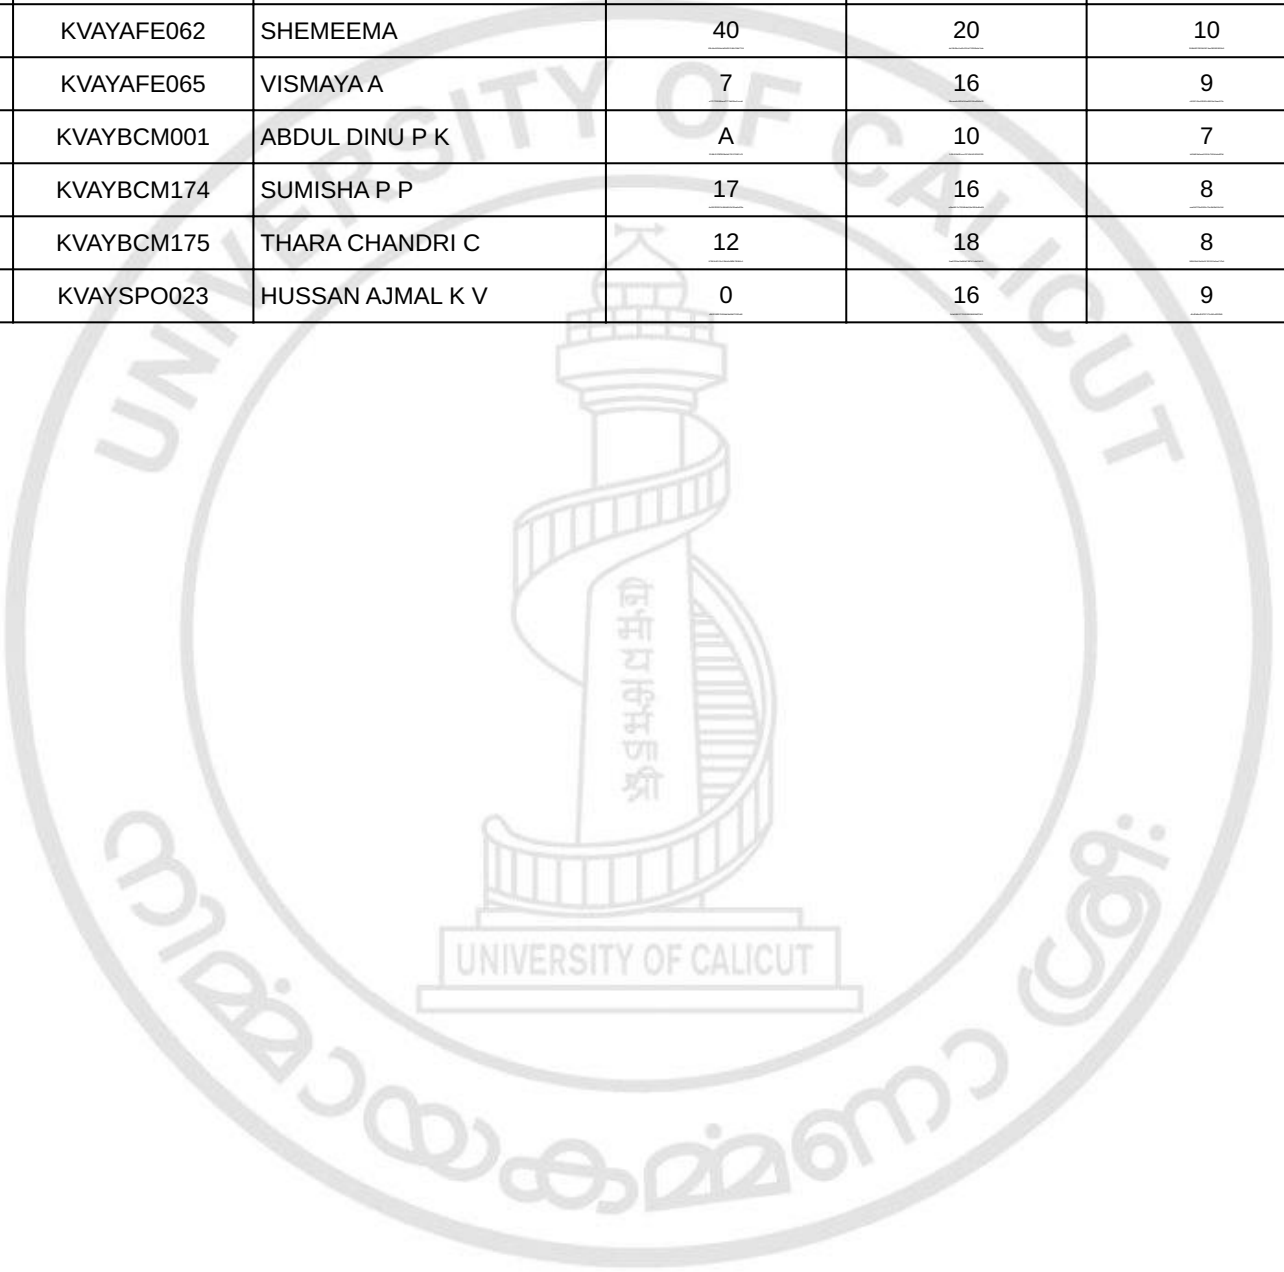 KVAYAFE062 SHEMEEMA 40 20 10
KVAYAFE065 VISMAYA A 7 16 9
KVAYBCM001 ABDUL DINU P K A 10 7
KVAYBCM174 SUMISHA P P 17 16 8
KVAYBCM175 THARA CHANDRI C 12 18 8
KVAYSPO023 HUSSAN AJMAL K V 0 16 9
UNIVERSITY OF CALICUT
UNIVERSITY OF CALICUT